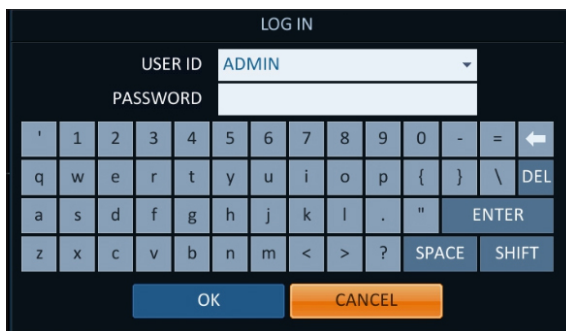 LOG IN
USER ID ADMIN
PASSWORD
' 1 2 3 4 5 6 7 8 9 0 - =
q w e r t y u i o p { } \ DEL
a s d f g h j k l . " ENTER
z x c v b n m < > ? SPACE SHIFT
OK CANCEL